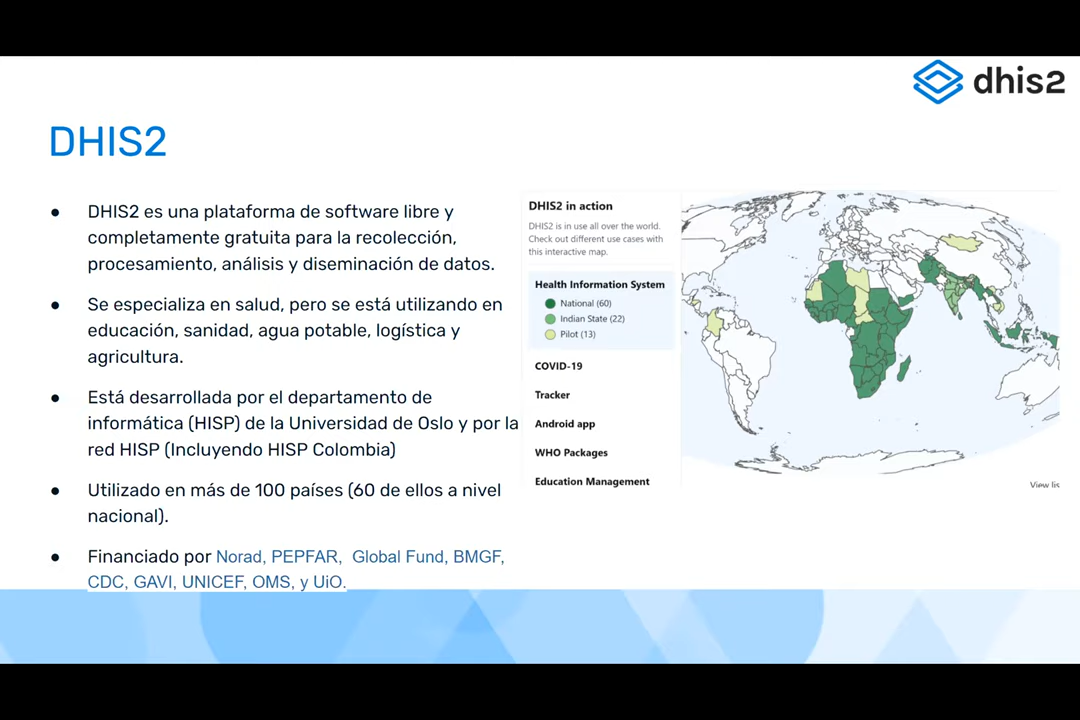 dhis2
DHIS2
● DHIS2 es una plataforma de software libre y
completamente gratuita para la recolección,
procesamiento, análisis y diseminación de datos.
● Se especializa en salud, pero se está utilizando en
educación, sanidad, agua potable, logística y
agricultura.
● Está desarrollada por el departamento de
informática (HISP) de la Universidad de Oslo y por la
red HISP (Incluyendo HISP Colombia)
● Utilizado en más de 100 países (60 de ellos a nivel
nacional).
● Financiado por Norad, PEPFAR, Global Fund, BMGF,
CDC, GAVI, UNICEF, OMS, y UiO.
DHIS2 in action
DHIS2 is in use all over the world.
Check out different use cases with
this interactive map.
Health Information System
National (60)
Indian State (22)
Pilot (13)
COVID-19
Tracker
Android app
WHO Packages
Education Management
View lis